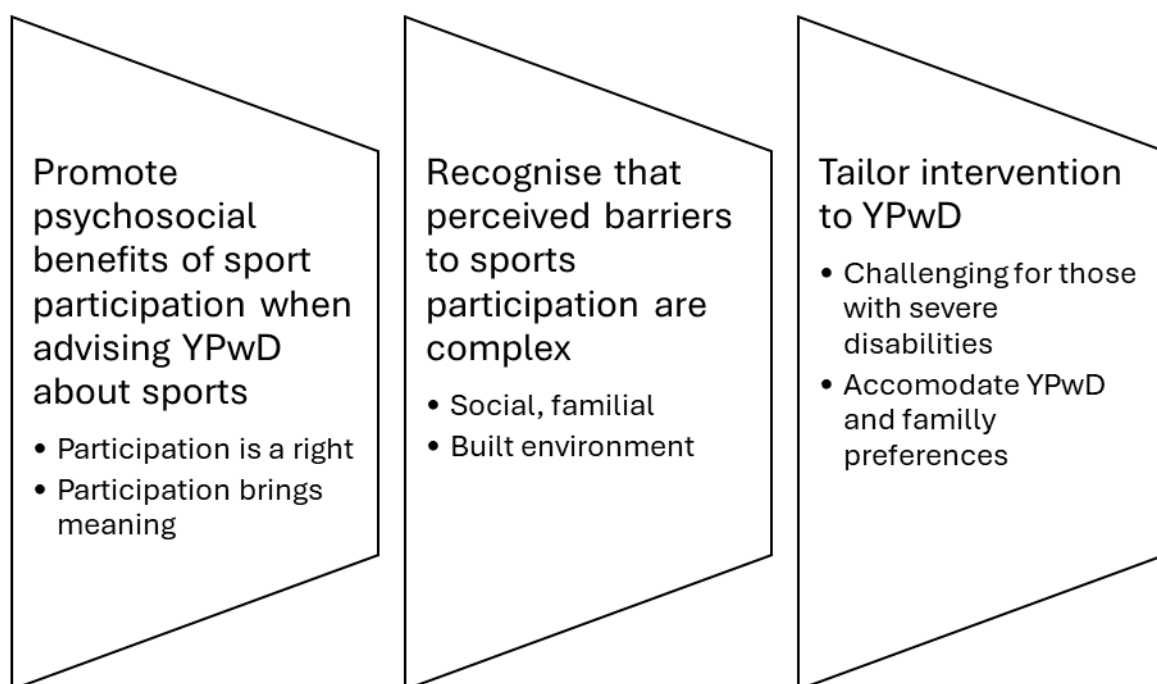 Promote
psychosocial
benefits of sport
participation when
advising YPwD
about sports
• Participation is a right
• Participation brings
meaning
Recognise that
perceived barriers
to sports
participation are
complex
• Social, familial
• Built environment
Tailor intervention
to YPwD
• Challenging for those
with severe
disabilities
• Accomodate YPwD
and familly
preferences